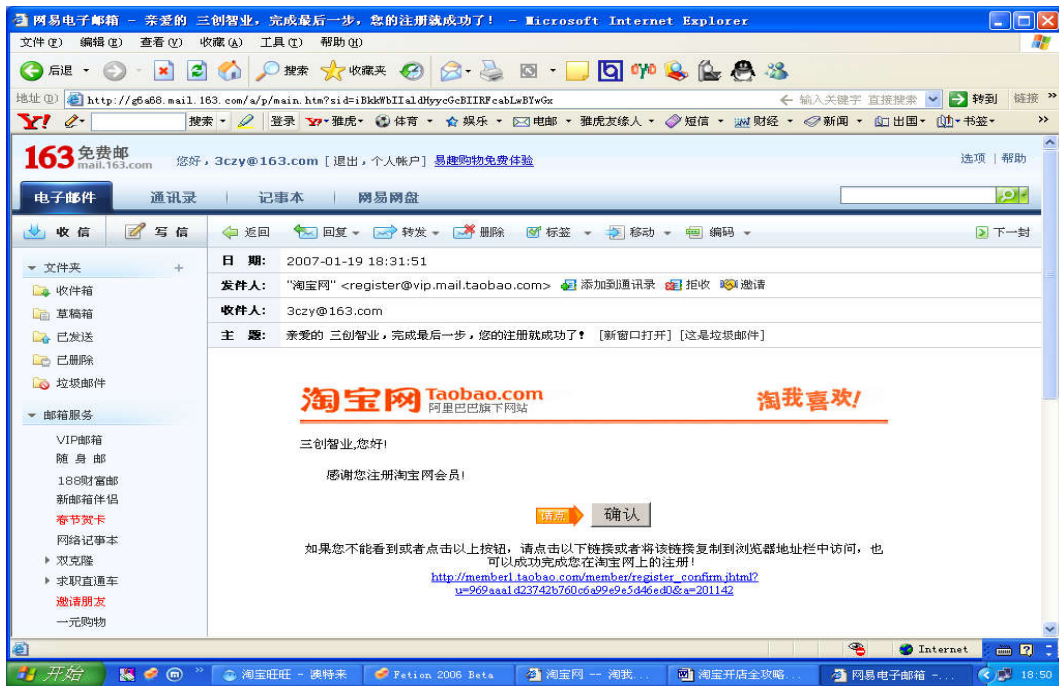 网易电子邮箱 - 亲爱的 三创智业，完成最后一步，您的注册就成功了! - Microsoft Internet Explorer
文件(F) 编辑(E) 查看(V) 收藏(A) 工具(T) 帮助(H)
后退 搜索 收藏夹
地址(D) http://g6a68.mail.163.com/a/p/main.htm?sid=iBkkWbIIaldHyycGcBIIRFcabLwBYwGx 输入关键字 直接搜索 转到 链接 »
Y! 搜索 登录 雅虎 体育 娱乐 电邮 雅虎友缘人 短信 财经 新闻 出国 书签 »
163 免费邮 mail.163.com 您好，3czy@163.com [ 退出，个人帐户] 易趣购物免费体验 选项 | 帮助
电子邮件 通讯录 | 记事本 | 网易网盘
收 信 写 信 返回 回复 转发 删除 标签 移动 编码 下一封
文件夹 +
收件箱
草稿箱
已发送
已删除
垃圾邮件
邮箱服务
VIP邮箱
随 身 邮
188财富邮
新邮箱伴侣
春节贺卡
网络记事本
双克隆
求职直通车
邀请朋友
一元购物
日 期: 2007-01-19 18:31:51
发件人: "淘宝网" <register@vip.mail.taobao.com> 添加到通讯录 拒收 邀请
收件人: 3czy@163.com
主 题: 亲爱的 三创智业，完成最后一步，您的注册就成功了! [新窗口打开] [这是垃圾邮件]
淘宝网 Taobao.com 淘我喜欢!
阿里巴巴旗下网站
三创智业,您好!
感谢您注册淘宝网会员!
请点 确认
如果您不能看到或者点击以上按钮，请点击以下链接或者将该链接复制到浏览器地址栏中访问，也
可以成功完成您在淘宝网上的注册!
http://member1.taobao.com/member/register_confirm.jhtml?
u=969aaa1d23742b760c6a99e9e5d46ed0&a=201142
Internet
开始 » 淘宝旺旺 - 澳特来 Fetion 2006 Beta 淘宝网 -- 淘我... 淘宝开店全攻略... 网易电子邮箱 -... 18:50